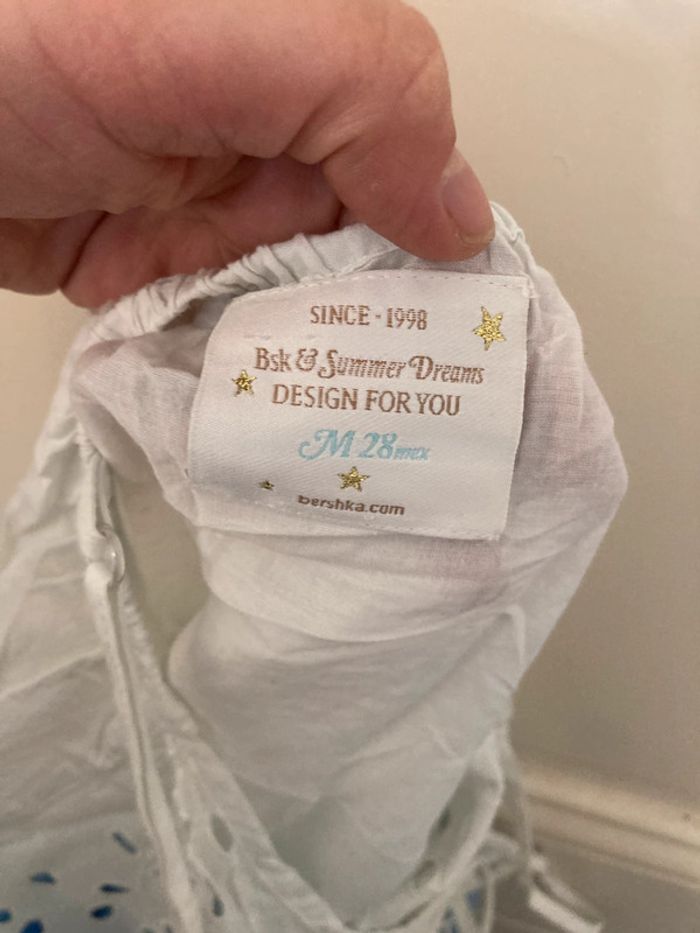 SINCE - 1998
Bsk & Summer Dreams
DESIGN FOR YOU
M 28 mex
bershka.com